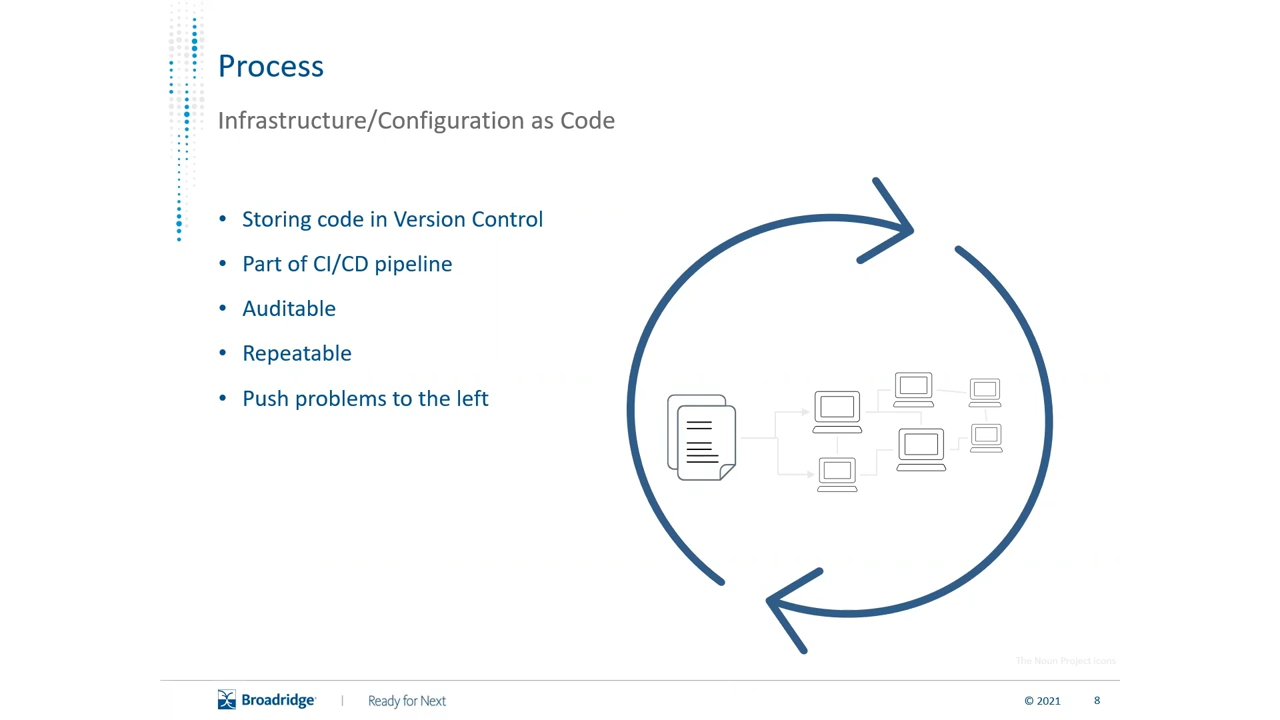 Process
Infrastructure/Configuration as Code
• Storing code in Version Control
• Part of CI/CD pipeline
• Auditable
• Repeatable
• Push problems to the left
The Noun Project Icons
Broadridge | Ready for Next © 2021 8